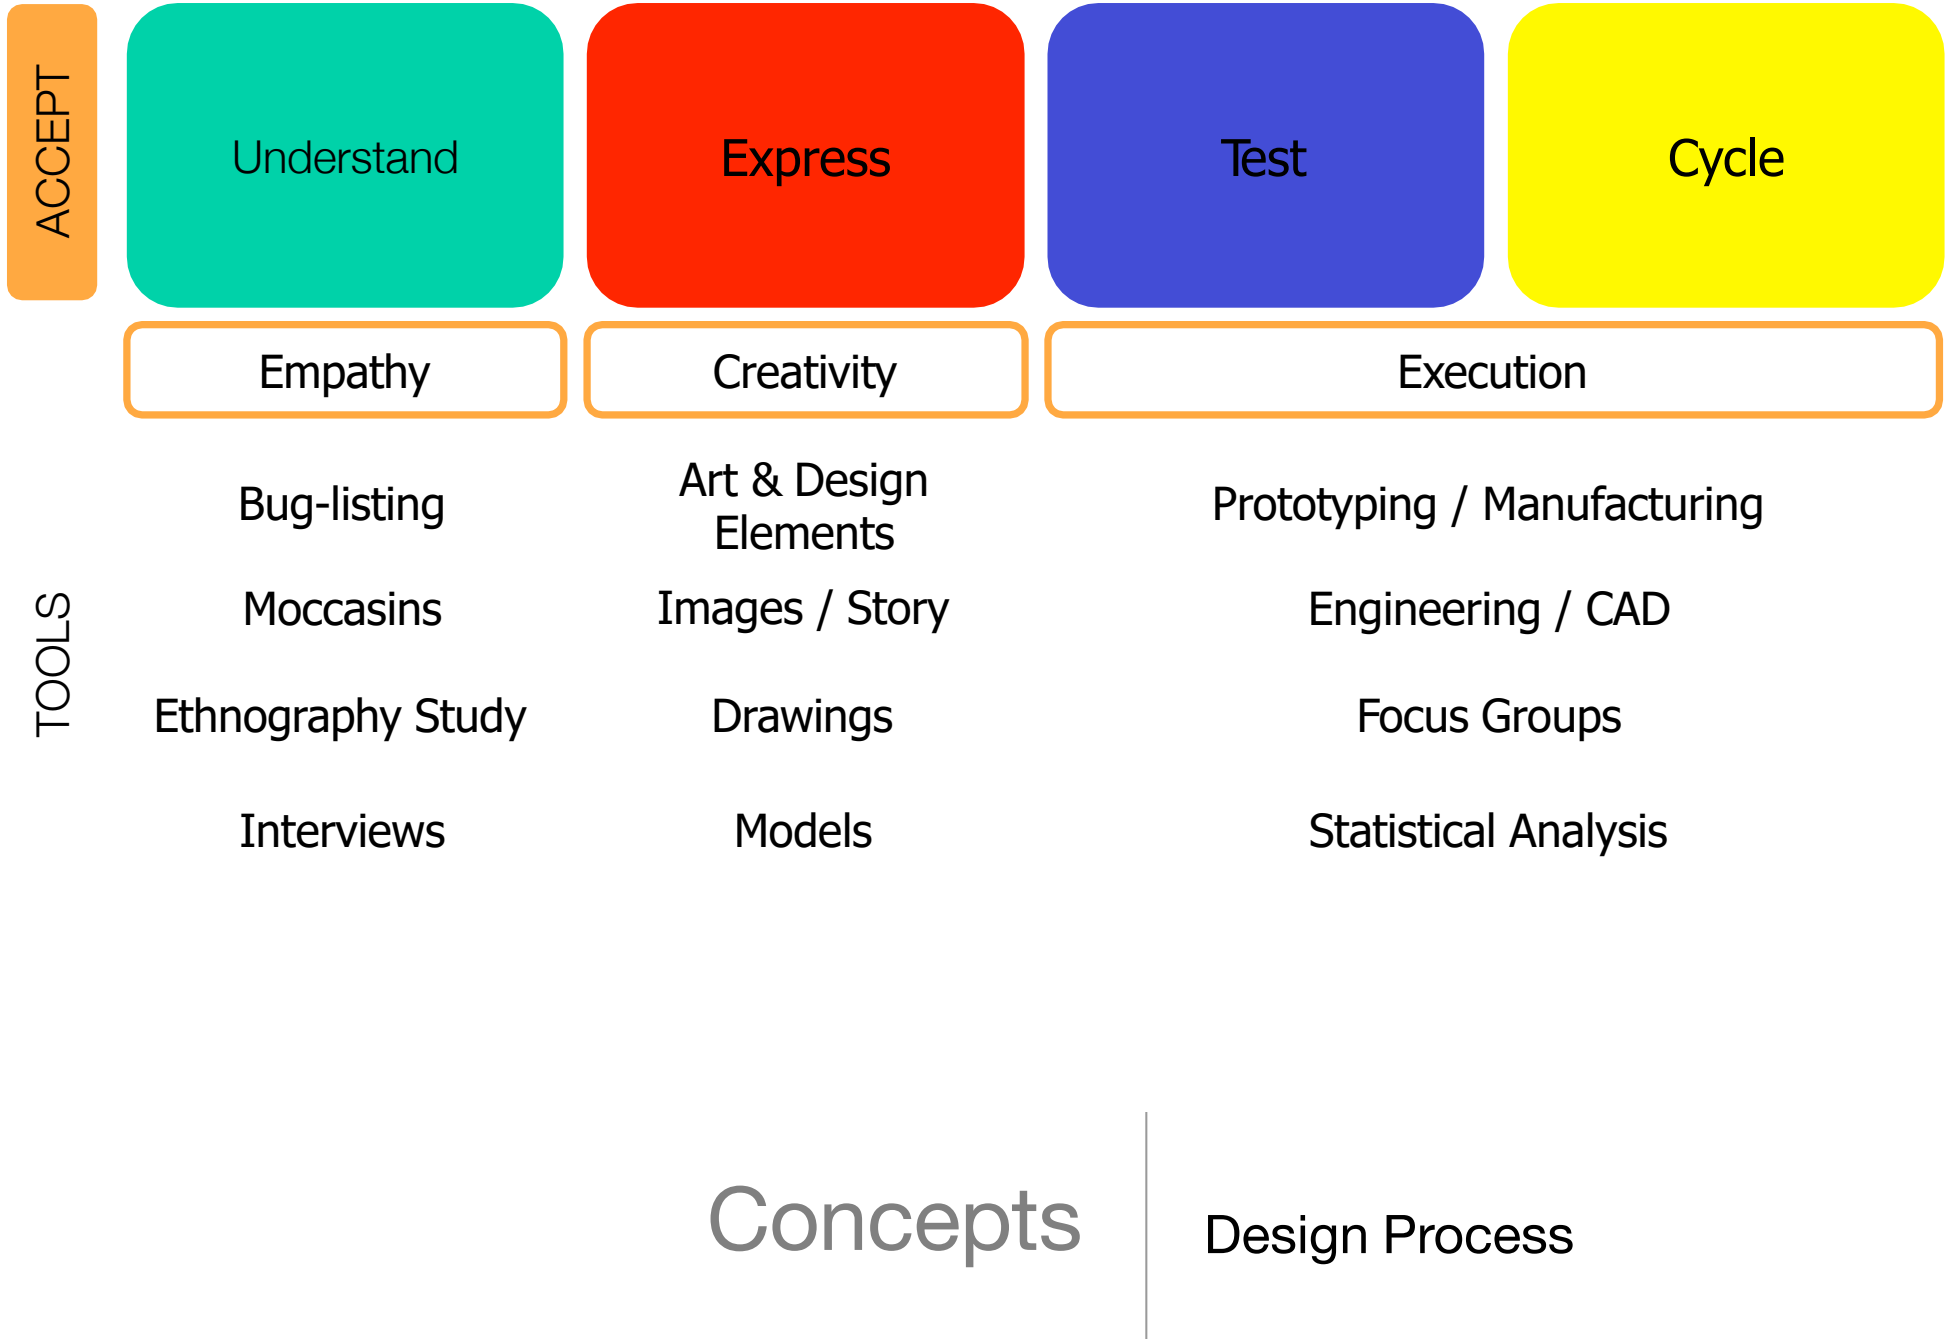 ACCEPT
Understand
Express
Test
Cycle
Empathy
Creativity
Execution
TOOLS
Bug-listing
Art & Design
Elements
Prototyping / Manufacturing
Moccasins
Images / Story
Engineering / CAD
Ethnography Study
Drawings
Focus Groups
Interviews
Models
Statistical Analysis
Concepts
Design Process